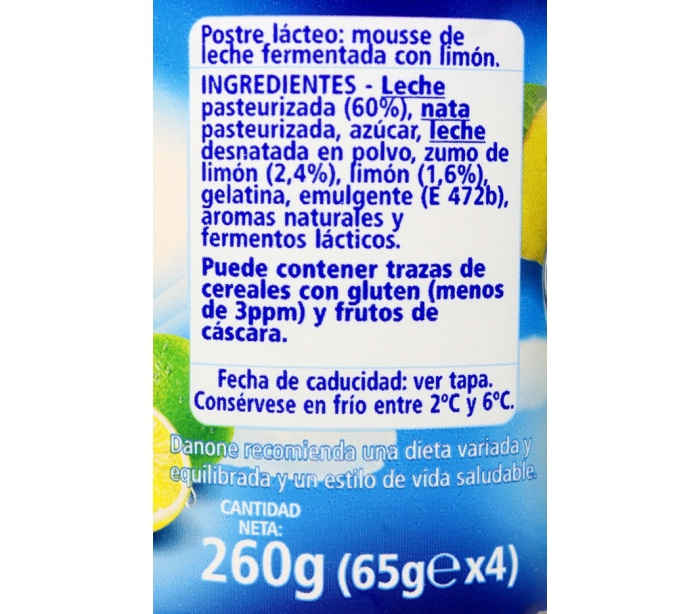 Postre lácteo: mousse de
leche fermentada con limón.
INGREDIENTES - Leche
pasteurizada (60%), nata
pasteurizada, azúcar, leche
desnatada en polvo, zumo de
limón (2,4%), limón (1,6%),
gelatina, emulgente (E 472b),
aromas naturales y
fermentos lácticos.
Puede contener trazas de
cereales con gluten (menos
de 3ppm) y frutos de
cáscara.
Fecha de caducidad: ver tapa.
Consérvese en frío entre 2ºC y 6ºC.
Danone recomienda una dieta variada y
equilibrada y un estilo de vida saludable.
CANTIDAD
NETA:
260g (65g℮x4)